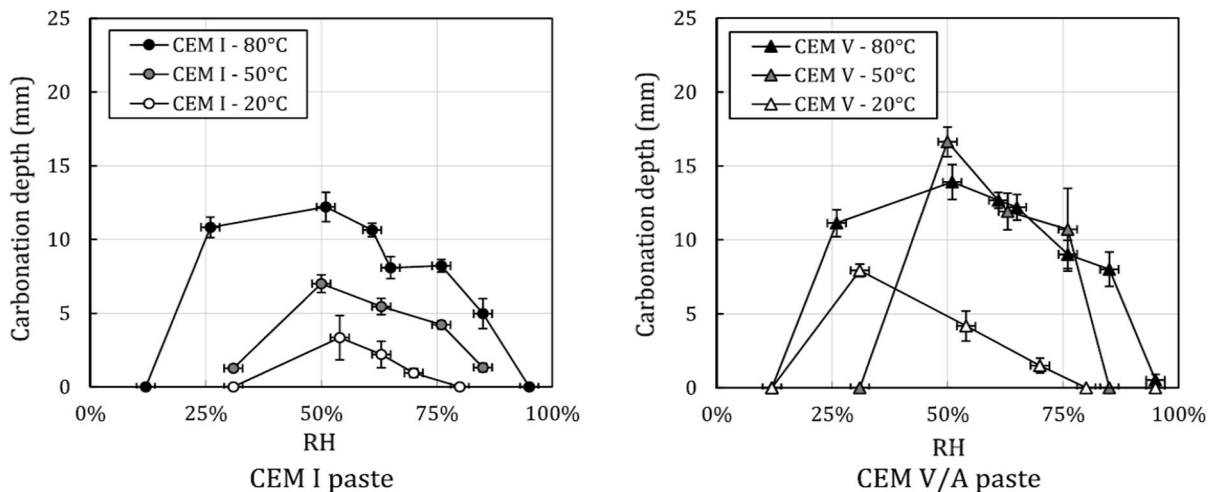 25
20
15
10
5
0
Carbonation depth (mm)
CEM I - 80°C
CEM I - 50°C
CEM I - 20°C
0%
25%
50%
75%
100%
RH
CEM I paste
25
20
15
10
5
0
Carbonation depth (mm)
CEM V - 80°C
CEM V - 50°C
CEM V - 20°C
0%
25%
50%
75%
100%
RH
CEM V/A paste